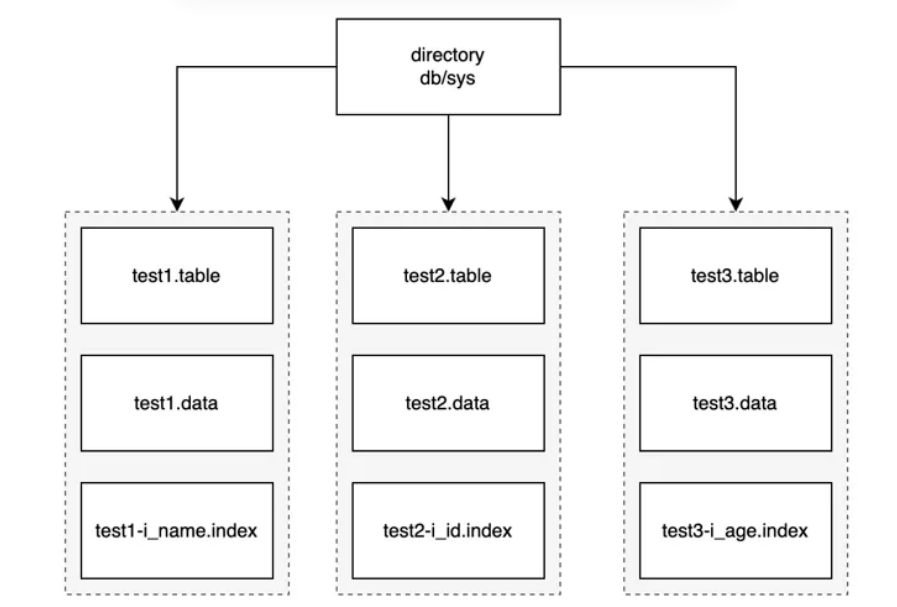 directory
db/sys
test1.table
test2.table
test3.table
test1.data
test2.data
test3.data
test1-i_name.index
test2-i_id.index
test3-i_age.index